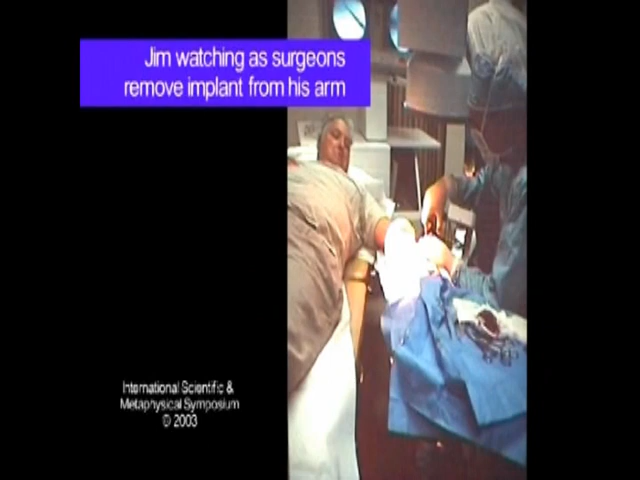 Jim watching as surgeons
remove implant from his arm
International Scientific &
Metaphysical Symposium
© 2003